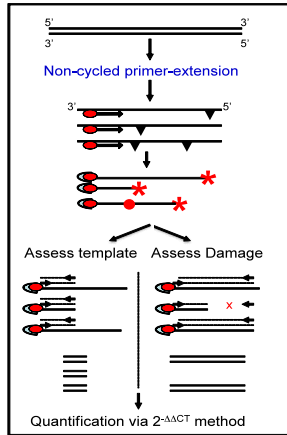 5' 3'
3' 5'
Non-cycled primer-extension
3' 5'
Assess template Assess Damage
x
Quantification via 2-ΔΔCT method